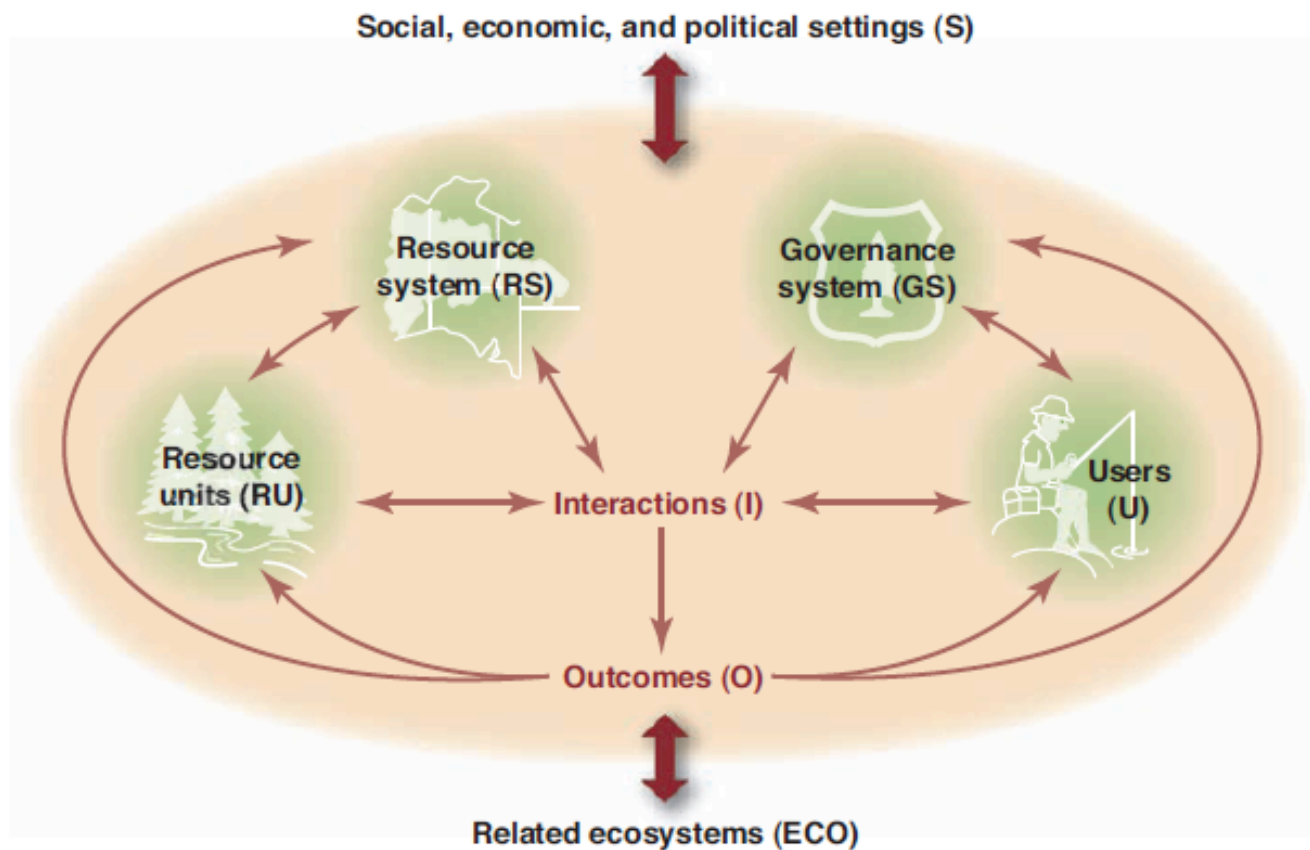 Social, economic, and political settings (S)
Resource
system (RS)
Governance
system (GS)
Resource
units (RU)
Interactions (I)
Users
(U)
Outcomes (O)
Related ecosystems (ECO)